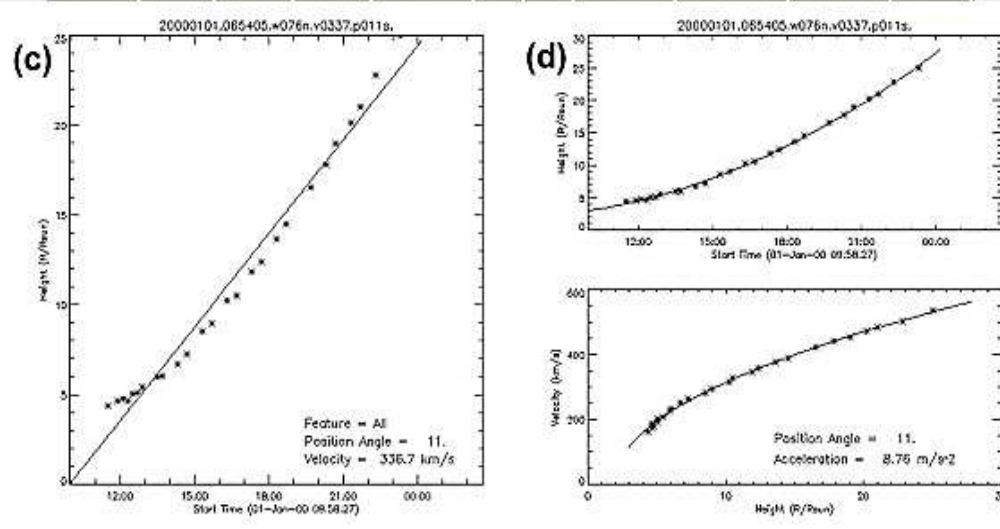 (c)
20000101.065405.w076n.v0337.p011s.
25
20
15
10
5
0
Height (R/Rsun)
12:00 15:00 18:00 21:00 00:00
Start Time (01-Jan-00 09:58:27)
Feature = All
Position Angle = 11.
Velocity = 336.7 km/s
(d)
20000101.065405.w076n.v0337.p011s.
30
25
20
15
10
5
0
Height (R/Rsun)
12:00 15:00 18:00 21:00 00:00
Start Time (01-Jan-00 09:58:27)
600
400
200
0
Velocity (km/s)
Position Angle = 11.
Acceleration = 8.76 m/s^2
0 10 20
Height (R/Rsun)